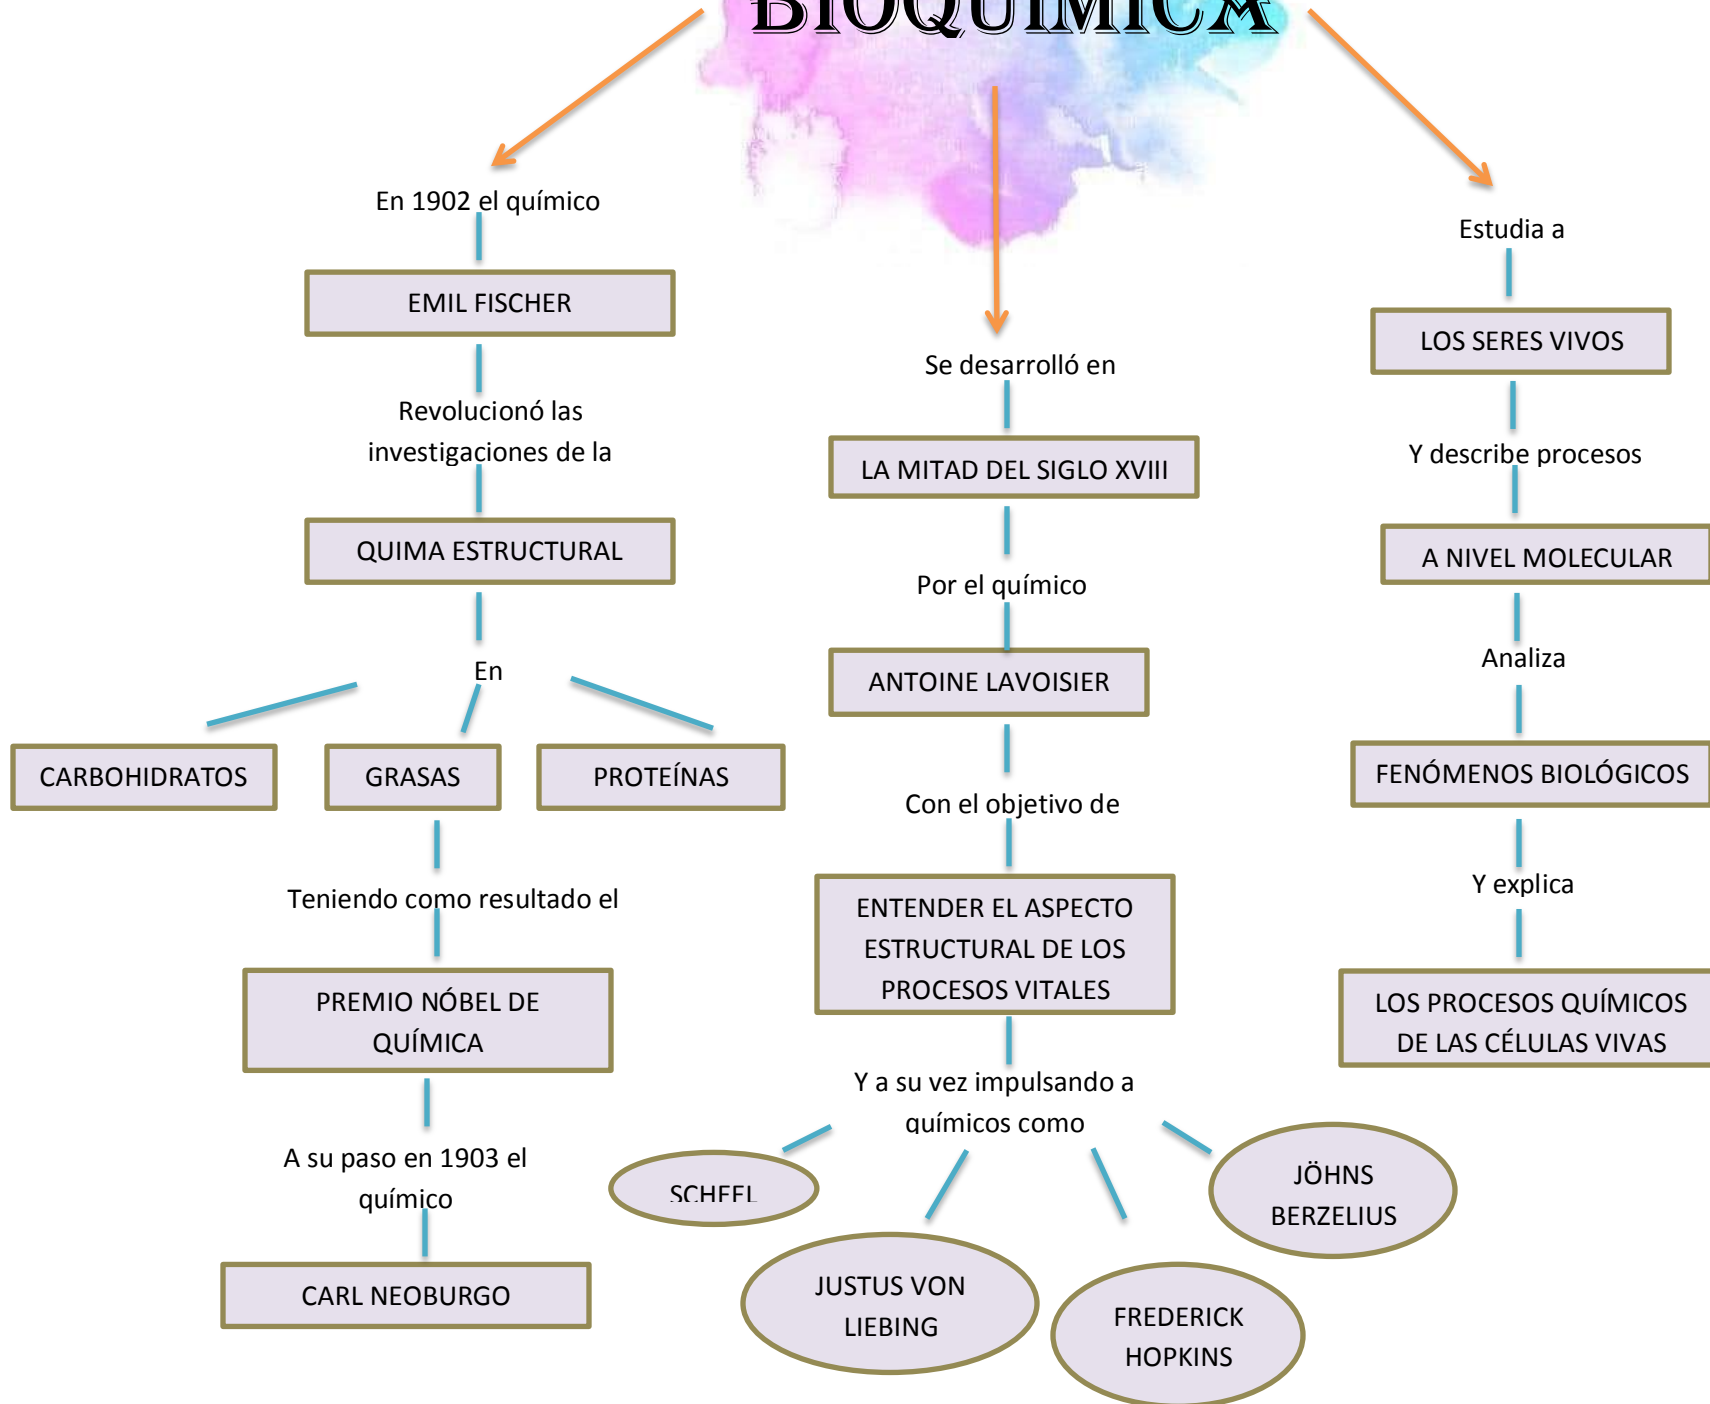 BIOQUIMICA
En 1902 el químico
EMIL FISCHER
Revolucionó las
investigaciones de la
QUIMA ESTRUCTURAL
En
CARBOHIDRATOS
GRASAS
PROTEÍNAS
Teniendo como resultado el
PREMIO NÓBEL DE
QUÍMICA
A su paso en 1903 el
químico
CARL NEOBURGO
Se desarrolló en
LA MITAD DEL SIGLO XVIII
Por el químico
ANTOINE LAVOISIER
Con el objetivo de
ENTENDER EL ASPECTO
ESTRUCTURAL DE LOS
PROCESOS VITALES
Y a su vez impulsando a
químicos como
SCHEEL
JUSTUS VON
LIEBING
FREDERICK
HOPKINS
JÖHNS
BERZELIUS
Estudia a
LOS SERES VIVOS
Y describe procesos
A NIVEL MOLECULAR
Analiza
FENÓMENOS BIOLÓGICOS
Y explica
LOS PROCESOS QUÍMICOS
DE LAS CÉLULAS VIVAS